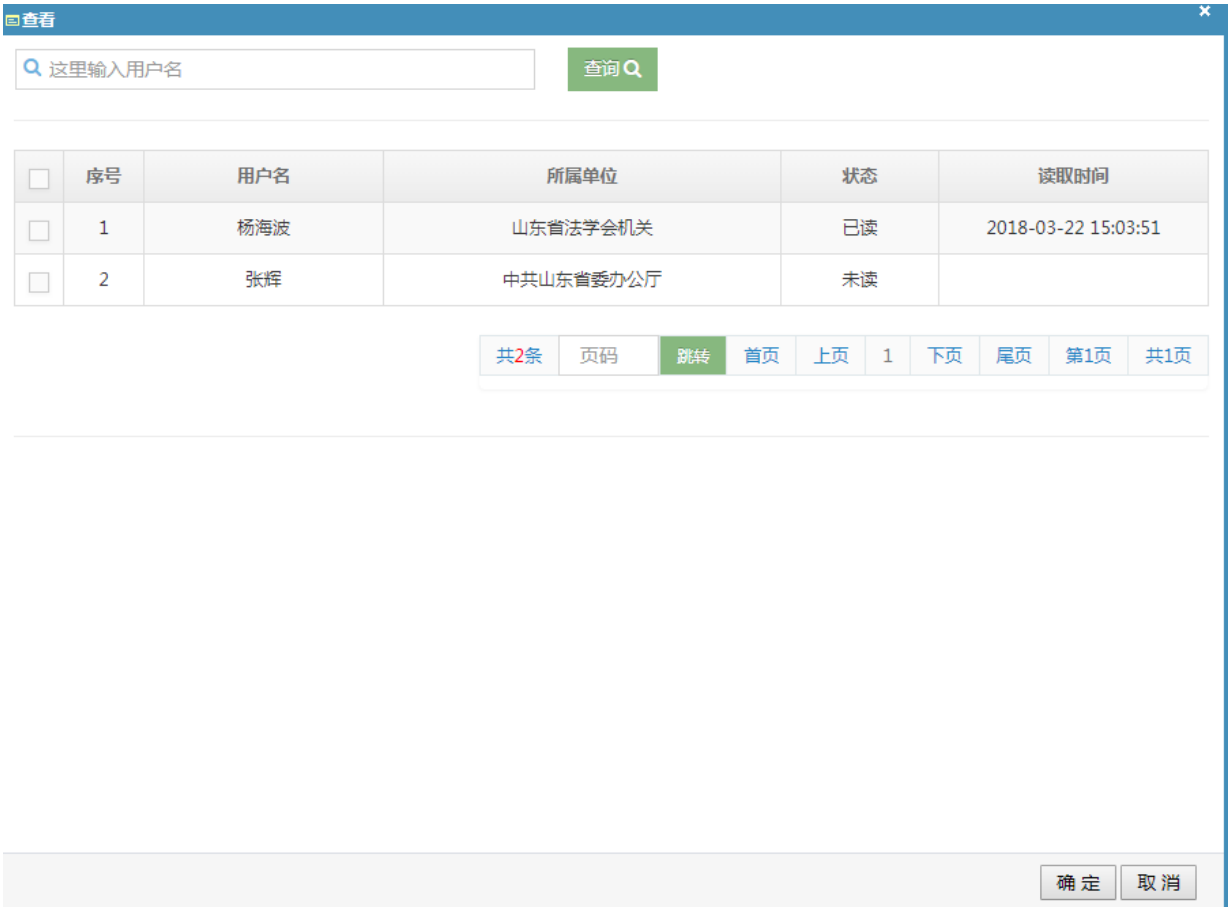 查看
这里输入用户名 查询
序号 用户名 所属单位 状态 读取时间
1 杨海波 山东省法学会机关 已读 2018-03-22 15:03:51
2 张辉 中共山东省委办公厅 未读
共2条 页码 跳转 首页 上页 1 下页 尾页 第1页 共1页
确 定 取 消